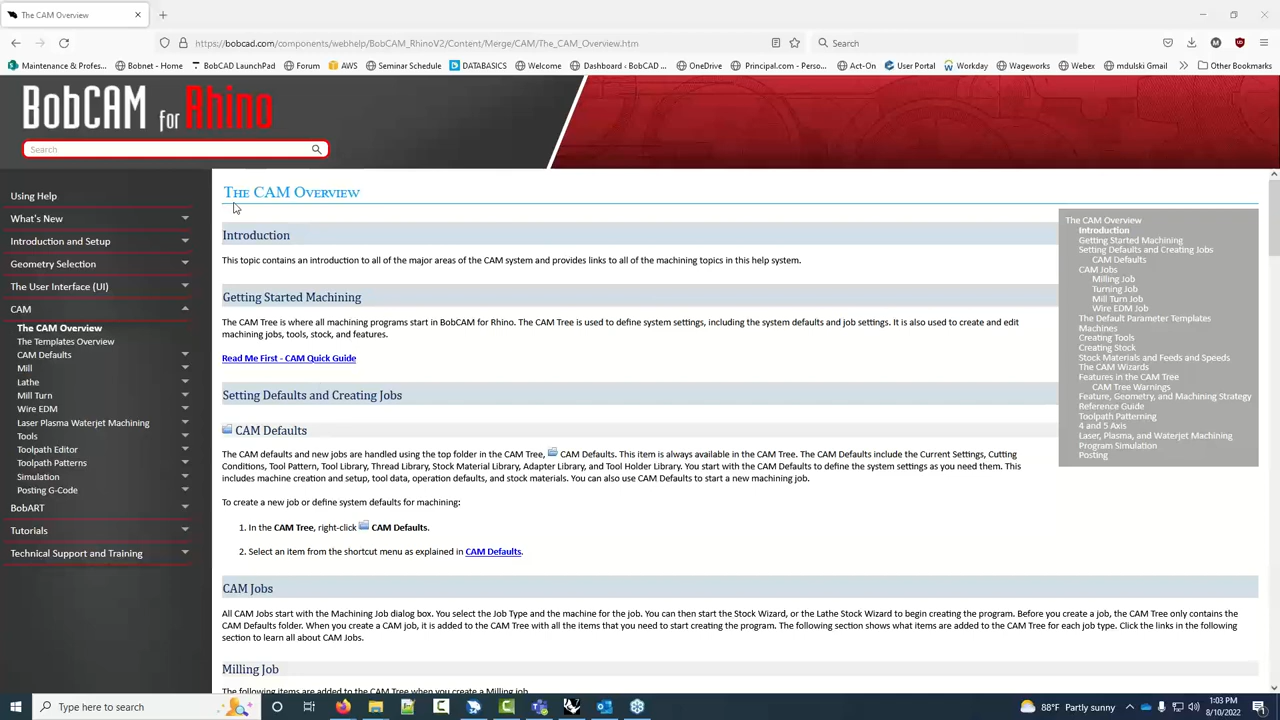 The CAM Overview
https://bobcad.com/components/webhelp/BobCAM_RhinoV2/Content/Merge/CAM/The_CAM_Overview.htm
Search
Maintenance & Profes...
Bobnet - Home
BobCAD LaunchPad
Forum
AWS
Seminar Schedule
DATABASICS
Welcome
Dashboard ‹ BobCAD ...
OneDrive
Principal.com - Perso...
Act-On
User Portal
Workday
Wageworks
Webex
mdulski Gmail
Other Bookmarks
BobCAM for Rhino
Search
Using Help
What's New
Introduction and Setup
Geometry Selection
The User Interface (UI)
CAM
The CAM Overview
The Templates Overview
CAM Defaults
Mill
Lathe
Mill Turn
Wire EDM
Laser Plasma Waterjet Machining
Tools
Toolpath Editor
Toolpath Patterns
Simulation
Posting G-Code
BobART
Tutorials
Technical Support and Training
The CAM Overview
Introduction
This topic contains an introduction to all of the major areas of the CAM system and provides links to all of the machining topics in this help system.
Getting Started Machining
The CAM Tree is where all machining programs start in BobCAM for Rhino. The CAM Tree is used to define system settings, including the system defaults and job settings. It is also used to create and edit
machining jobs, tools, stock, and features.
Read Me First - CAM Quick Guide
Setting Defaults and Creating Jobs
CAM Defaults
The CAM defaults and new jobs are handled using the top folder in the CAM Tree, CAM Defaults. This item is always available in the CAM Tree. The CAM Defaults include the Current Settings, Cutting
Conditions, Tool Pattern, Tool Library, Thread Library, Stock Material Library, Adapter Library, and Tool Holder Library. You start with the CAM Defaults to define the system settings as you need them. This
includes machine creation and setup, tool data, operation defaults, and stock materials. You can also use CAM Defaults to start a new machining job.
To create a new job or define system defaults for machining:
1. In the CAM Tree, right-click CAM Defaults.
2. Select an item from the shortcut menu as explained in CAM Defaults.
CAM Jobs
All CAM Jobs start with the Machining Job dialog box. You select the Job Type and the machine for the job. You can then start the Stock Wizard, or the Lathe Stock Wizard to begin creating the program. Before you create a job, the CAM Tree only contains the
CAM Defaults folder. When you create a CAM job, it is added to the CAM Tree with all the items that you need to start creating the program. The following section shows what items are added to the CAM Tree for each job type. Click the links in the following
section to learn all about CAM Jobs.
Milling Job
The following items are added to the CAM Tree when you create a Milling job.
The CAM Overview
Introduction
Getting Started Machining
Setting Defaults and Creating Jobs
CAM Defaults
CAM Jobs
Milling Job
Turning Job
Mill Turn Job
Wire EDM Job
The Default Parameter Templates
Machines
Creating Tools
Creating Stock
Stock Materials and Feeds and Speeds
The CAM Wizards
Features in the CAM Tree
CAM Tree Warnings
Feature, Geometry, and Machining Strategy
Reference Guide
Toolpath Patterning
4 and 5 Axis
Laser, Plasma, and Waterjet Machining
Program Simulation
Posting
Type here to search
88°F Partly sunny
1:03 PM
8/10/2022